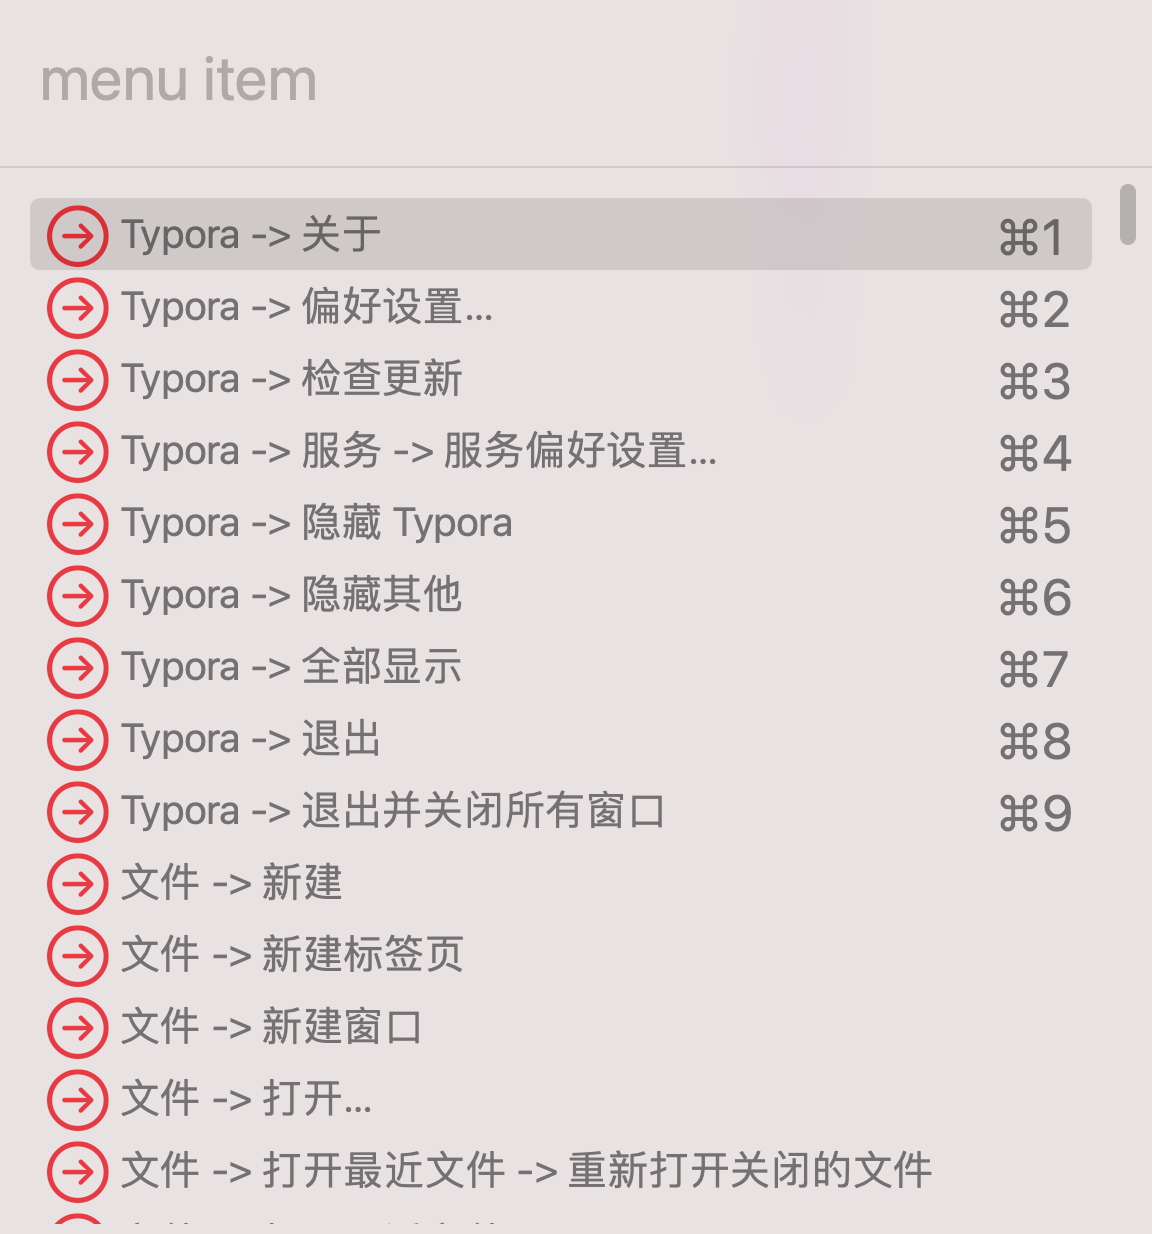 menu item
Typora -> 关于 ⌘1
Typora -> 偏好设置... ⌘2
Typora -> 检查更新 ⌘3
Typora -> 服务 -> 服务偏好设置... ⌘4
Typora -> 隐藏 Typora ⌘5
Typora -> 隐藏其他 ⌘6
Typora -> 全部显示 ⌘7
Typora -> 退出 ⌘8
Typora -> 退出并关闭所有窗口 ⌘9
文件 -> 新建
文件 -> 新建标签页
文件 -> 新建窗口
文件 -> 打开...
文件 -> 打开最近文件 -> 重新打开关闭的文件